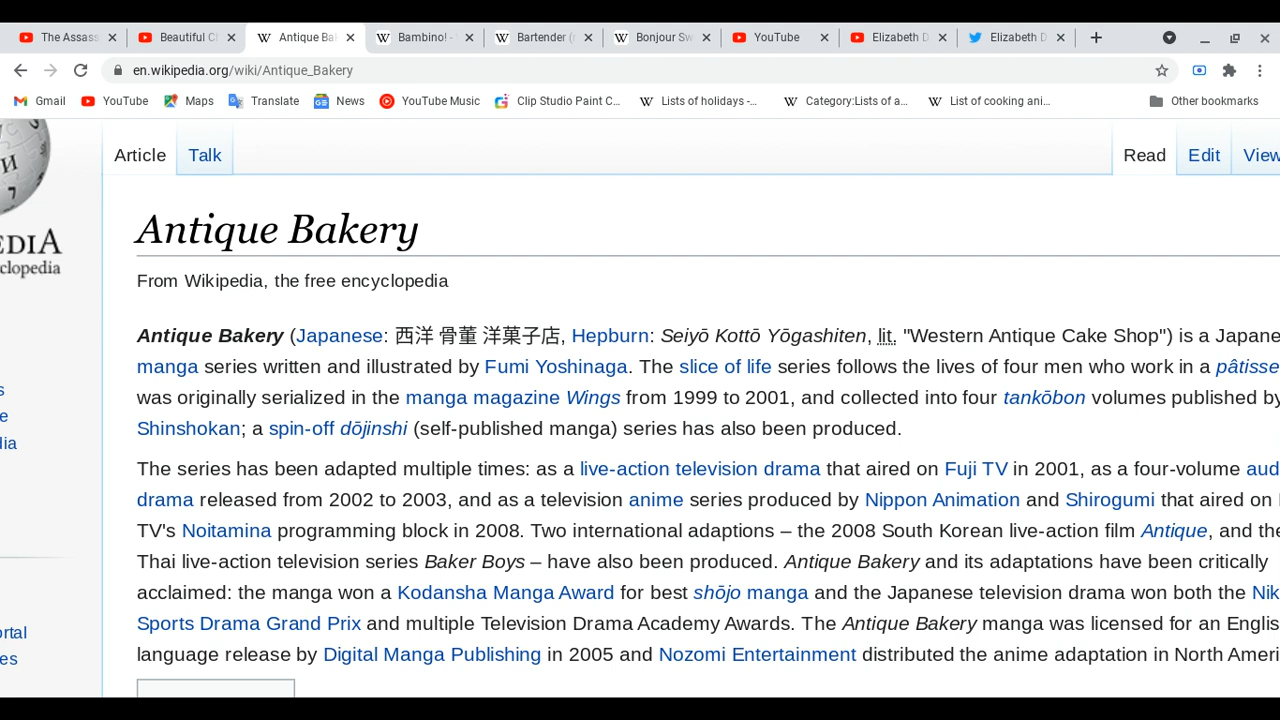 The Assass
Beautiful C
Antique Ba
Bambino! -
Bartender (
Bonjour Sw
YouTube
Elizabeth D
Elizabeth D
en.wikipedia.org/wiki/Antique_Bakery
Gmail
YouTube
Maps
Translate
News
YouTube Music
Clip Studio Paint C...
Lists of holidays -...
Category:Lists of a...
List of cooking ani...
Other bookmarks
Article
Talk
Read
Edit
View
EDIA
clopedia
Antique Bakery
From Wikipedia, the free encyclopedia
Antique Bakery (Japanese: 西洋 骨董 洋菓子店, Hepburn: Seiyō Kottō Yōgashiten, lit. "Western Antique Cake Shop") is a Japane
manga series written and illustrated by Fumi Yoshinaga. The slice of life series follows the lives of four men who work in a pâtisse
was originally serialized in the manga magazine Wings from 1999 to 2001, and collected into four tankōbon volumes published by
Shinshokan; a spin-off dōjinshi (self-published manga) series has also been produced.
The series has been adapted multiple times: as a live-action television drama that aired on Fuji TV in 2001, as a four-volume aud
drama released from 2002 to 2003, and as a television anime series produced by Nippon Animation and Shirogumi that aired on
TV's Noitamina programming block in 2008. Two international adaptions – the 2008 South Korean live-action film Antique, and the
Thai live-action television series Baker Boys – have also been produced. Antique Bakery and its adaptations have been critically
acclaimed: the manga won a Kodansha Manga Award for best shōjo manga and the Japanese television drama won both the Nik
Sports Drama Grand Prix and multiple Television Drama Academy Awards. The Antique Bakery manga was licensed for an Englis
language release by Digital Manga Publishing in 2005 and Nozomi Entertainment distributed the anime adaptation in North Ameri
s
e
dia
ortal
es